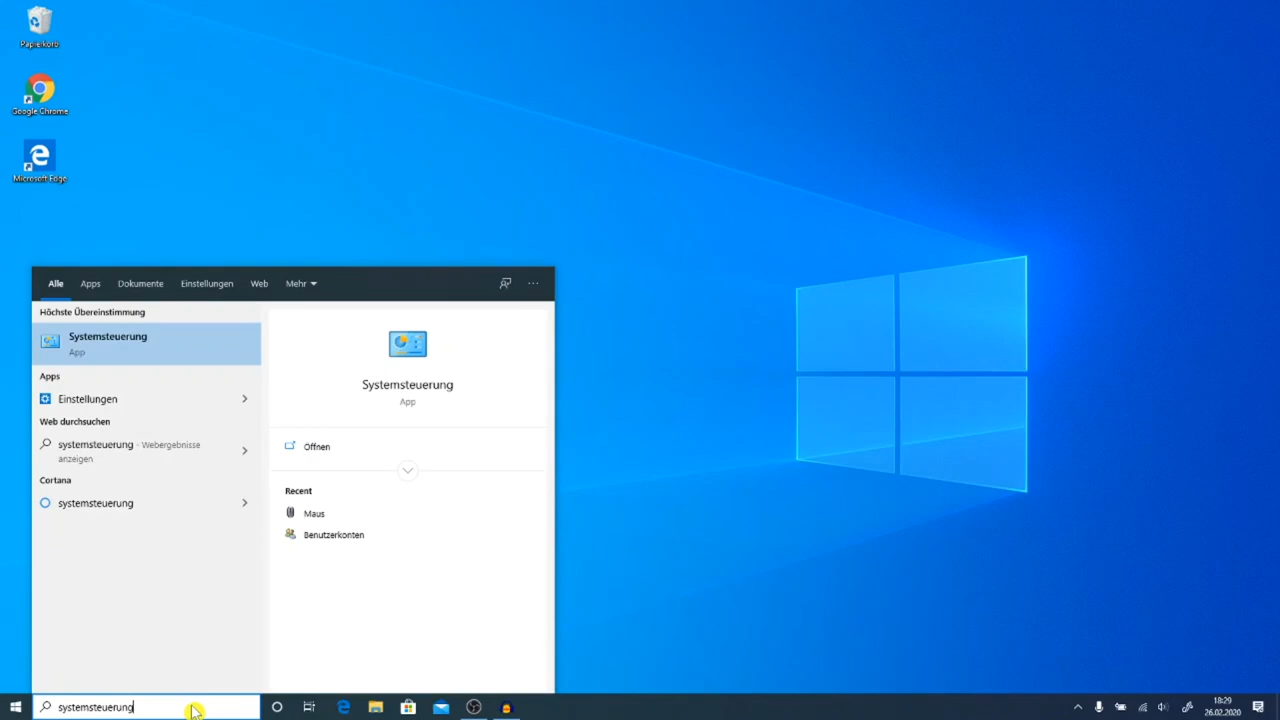 Papierkorb
Google Chrome
Microsoft Edge
Alle Apps Dokumente Einstellungen Web Mehr
Höchste Übereinstimmung
Systemsteuerung
App
Apps
Einstellungen
Web durchsuchen
systemsteuerung - Webergebnisse
anzeigen
Cortana
systemsteuerung
Systemsteuerung
App
Öffnen
Recent
Maus
Benutzerkonten
systemsteuerung
18:29
26.02.2020